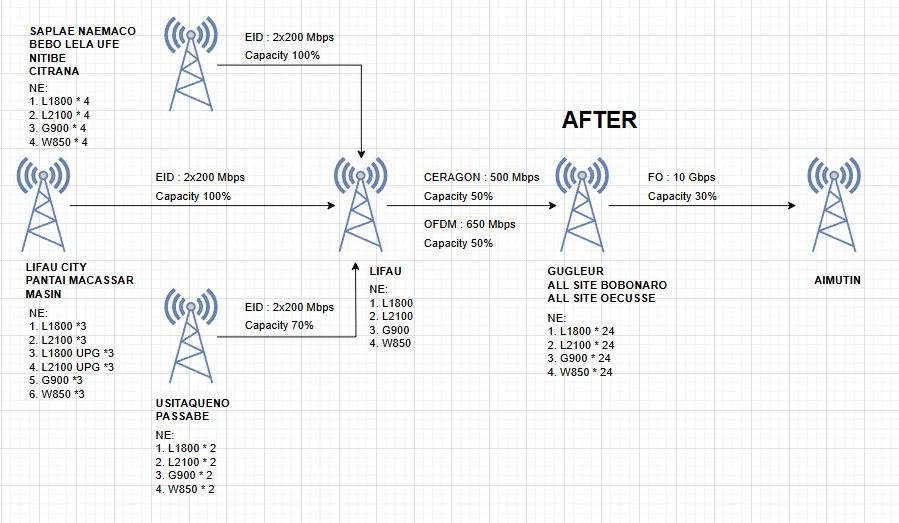 SAPLAE NAEMACO
BEBO LELA UFE
NITIBE
CITRANA
NE:
1. L1800 * 4
2. L2100 * 4
3. G900 * 4
4. W850 * 4
EID : 2x200 Mbps
Capacity 100%
AFTER
EID : 2x200 Mbps
Capacity 100%
CERAGON : 500 Mbps
Capacity 50%
OFDM : 650 Mbps
Capacity 50%
FO : 10 Gbps
Capacity 30%
LIFAU CITY
PANTAI MACASSAR
MASIN
NE:
1. L1800 *3
2. L2100 *3
3. L1800 UPG *3
4. L2100 UPG *3
5. G900 *3
6. W850 *3
EID : 2x200 Mbps
Capacity 70%
LIFAU
NE:
1. L1800
2. L2100
3. G900
4. W850
GUGLEUR
ALL SITE BOBONARO
ALL SITE OECUSSE
NE:
1. L1800 * 24
2. L2100 * 24
3. G900 * 24
4. W850 * 24
AIMUTIN
USITAQUENO
PASSABE
NE:
1. L1800 * 2
2. L2100 * 2
3. G900 * 2
4. W850 * 2